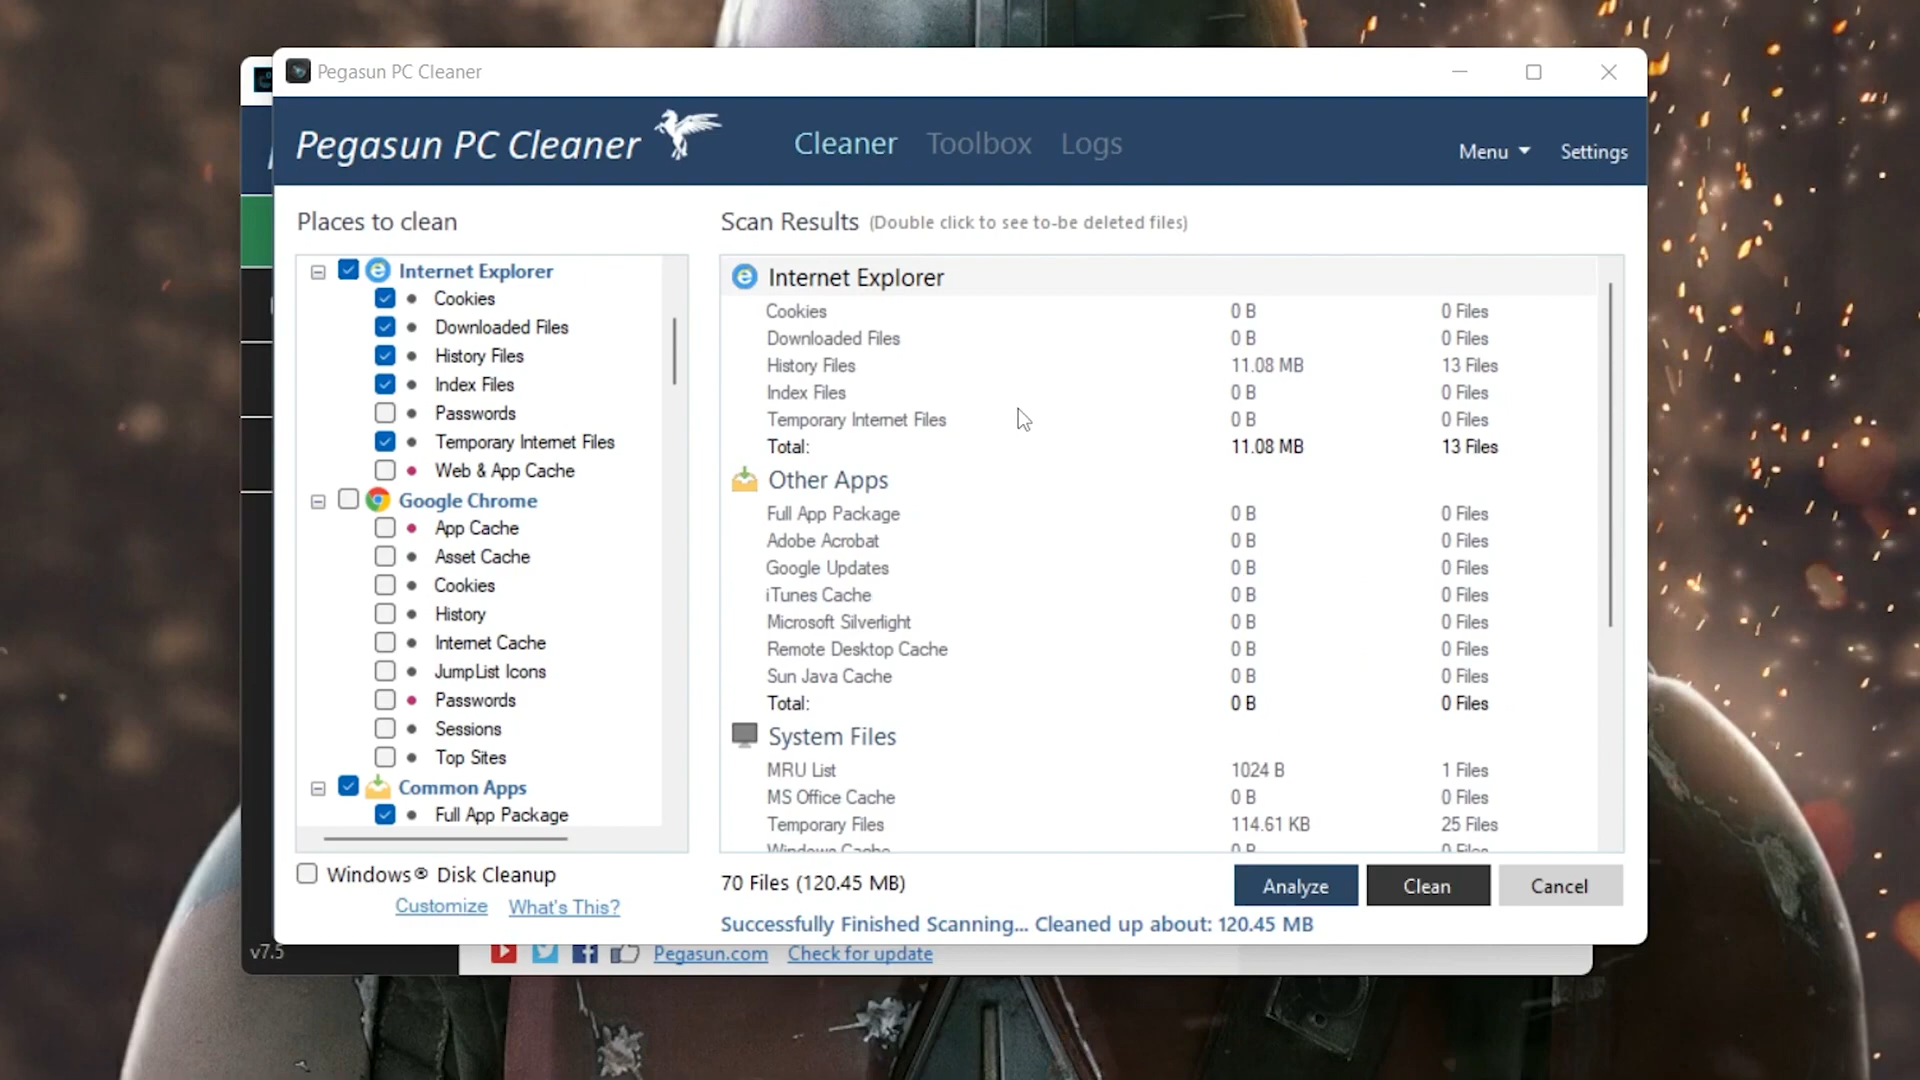 Pegasun PC Cleaner
Pegasun PC Cleaner
Cleaner Toolbox Logs
Menu Settings
Places to clean
Internet Explorer
Cookies
Downloaded Files
History Files
Index Files
Passwords
Temporary Internet Files
Web & App Cache
Google Chrome
App Cache
Asset Cache
Cookies
History
Internet Cache
JumpList Icons
Passwords
Sessions
Top Sites
Common Apps
Full App Package
Windows® Disk Cleanup
Customize What's This?
Scan Results (Double click to see to-be deleted files)
Internet Explorer
Cookies 0 B 0 Files
Downloaded Files 0 B 0 Files
History Files 11.08 MB 13 Files
Index Files 0 B 0 Files
Temporary Internet Files 0 B 0 Files
Total: 11.08 MB 13 Files
Other Apps
Full App Package 0 B 0 Files
Adobe Acrobat 0 B 0 Files
Google Updates 0 B 0 Files
iTunes Cache 0 B 0 Files
Microsoft Silverlight 0 B 0 Files
Remote Desktop Cache 0 B 0 Files
Sun Java Cache 0 B 0 Files
Total: 0 B 0 Files
System Files
MRU List 1024 B 1 Files
MS Office Cache 0 B 0 Files
Temporary Files 114.61 KB 25 Files
Windows Cache 0 B 0 Files
70 Files (120.45 MB)
Analyze Clean Cancel
Successfully Finished Scanning... Cleaned up about: 120.45 MB
v7.5
Pegasun.com Check for update